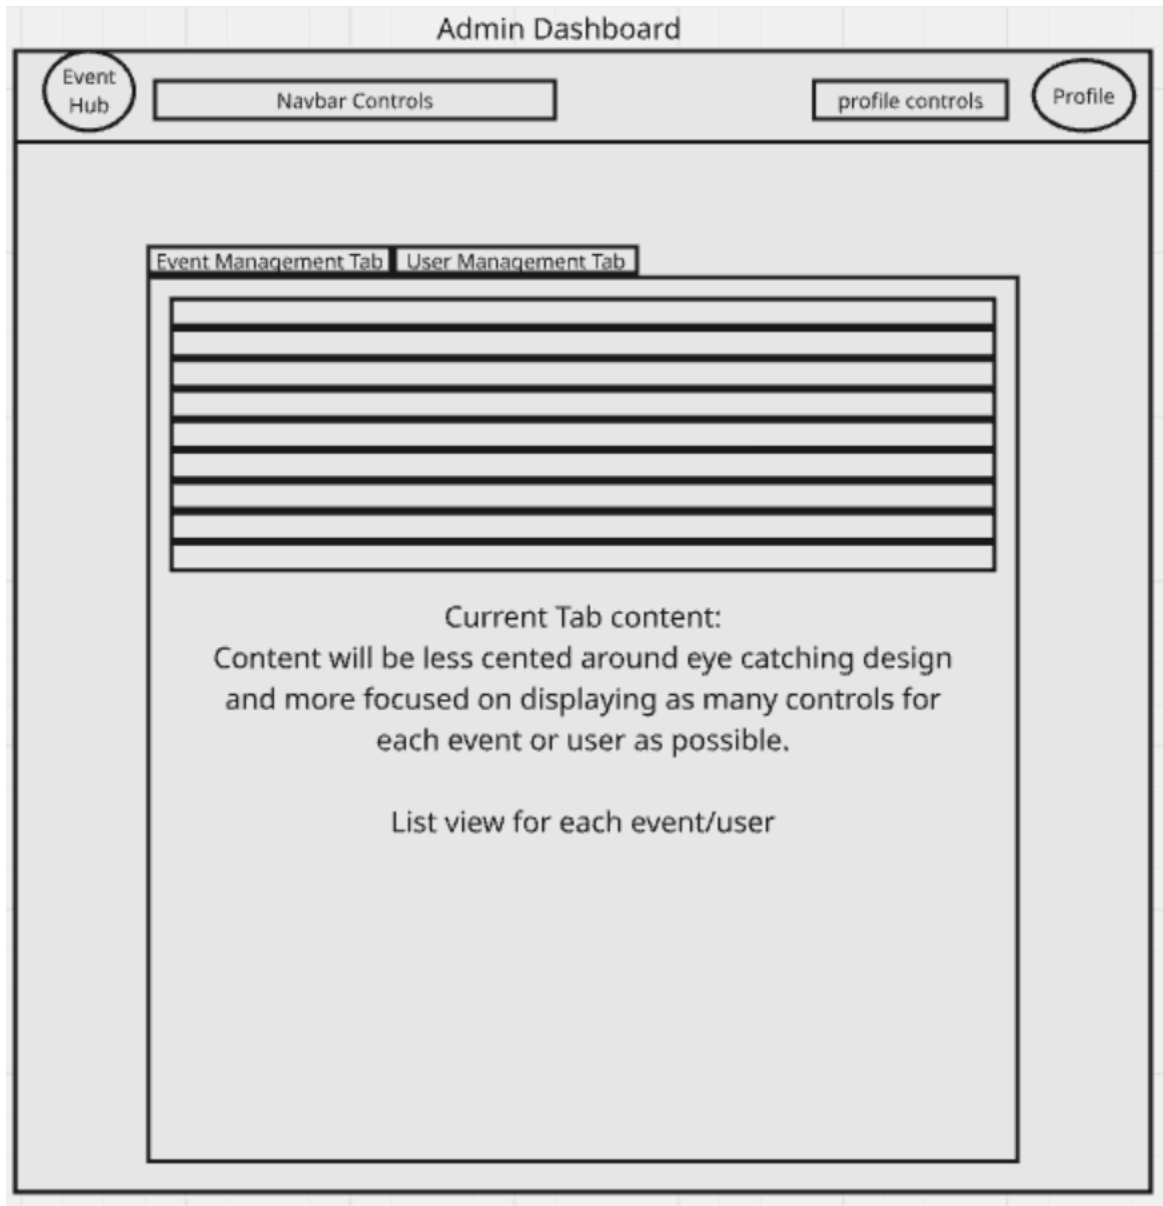 Admin Dashboard
Event
Hub
Navbar Controls
profile controls
Profile
Event Management Tab
User Management Tab
Current Tab content:
Content will be less cented around eye catching design
and more focused on displaying as many controls for
each event or user as possible.
List view for each event/user